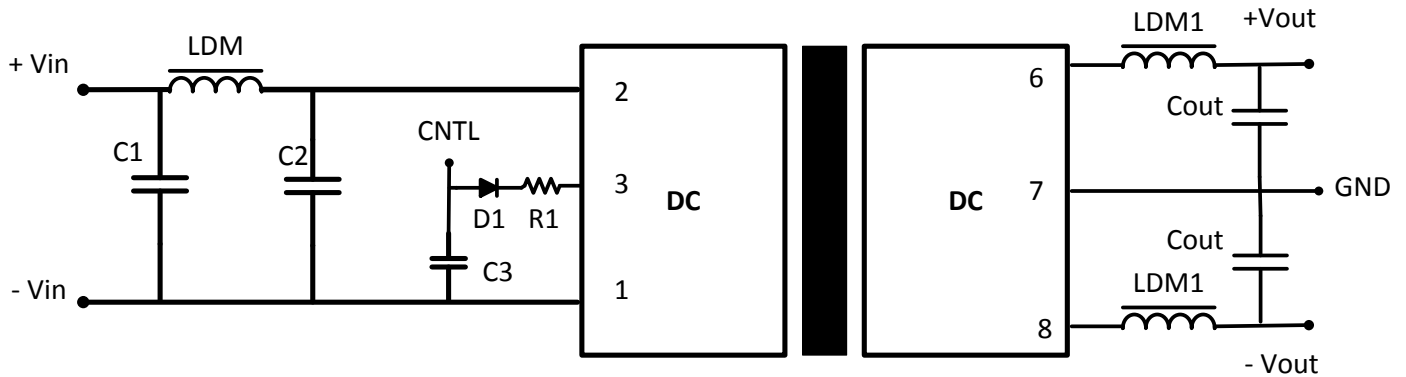 LDM
+ Vin
C1
C2
CNTL
D1
R1
C3
- Vin
2
3
1
DC
DC
6
7
8
LDM1
+Vout
Cout
GND
Cout
LDM1
- Vout